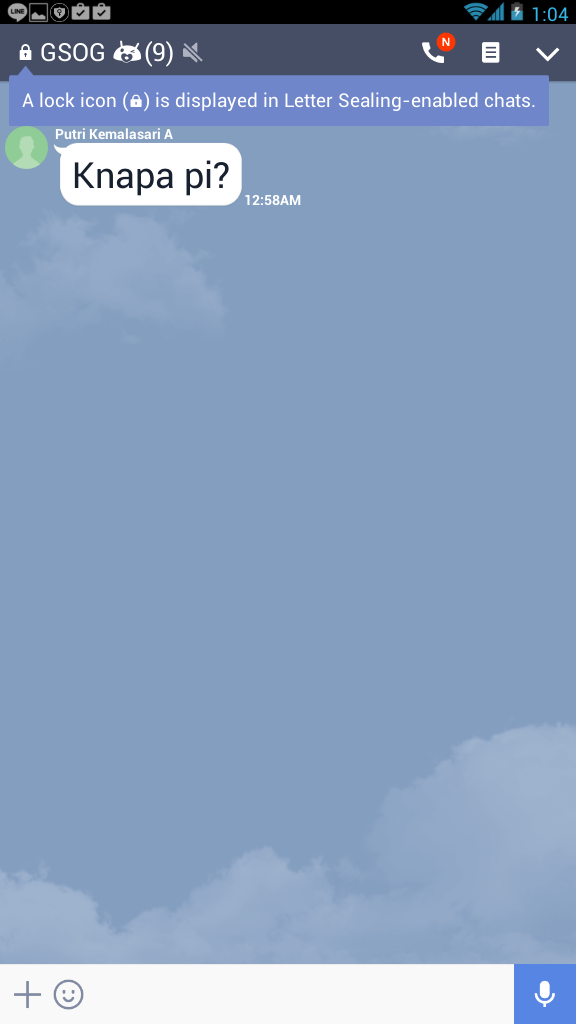 LINE
1:04
GSOG (9)
N
A lock icon (🔒) is displayed in Letter Sealing-enabled chats.
Putri Kemalasari A
Knapa pi?
12:58AM